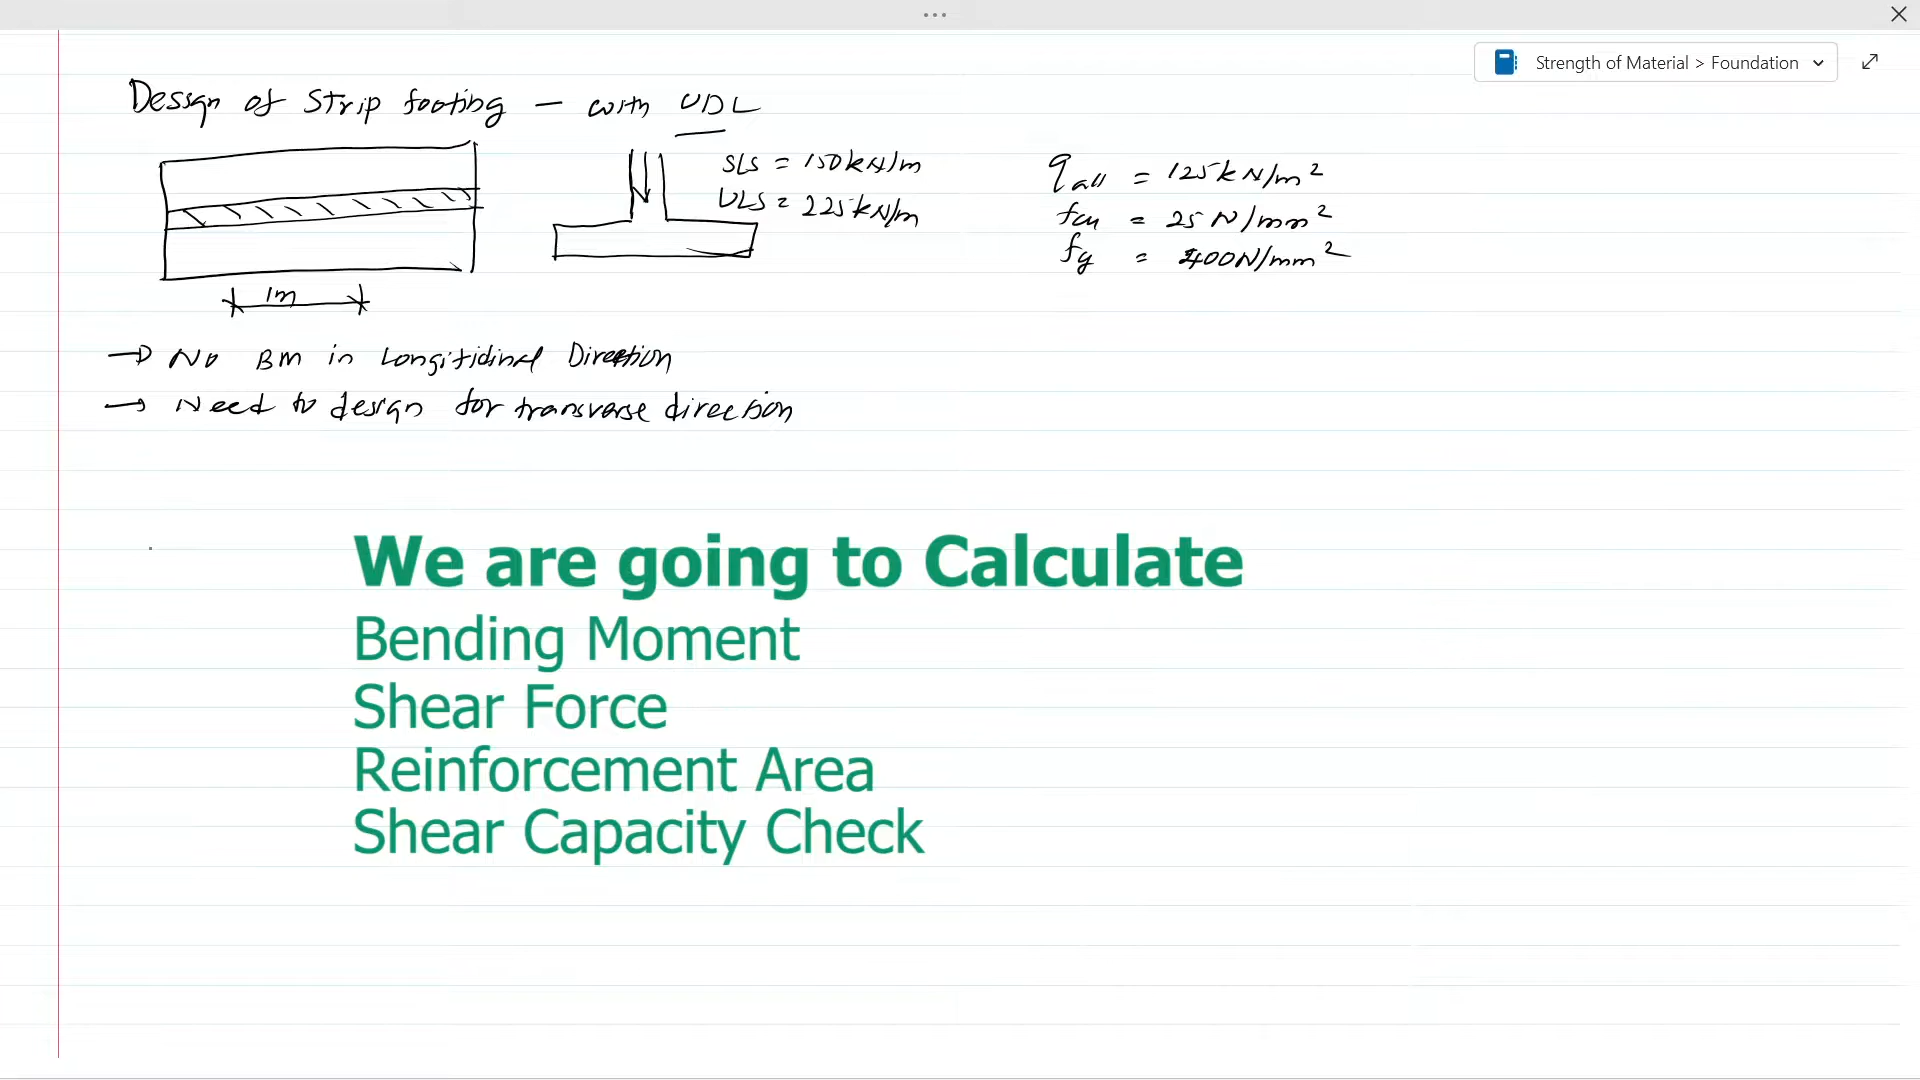 Strength of Material > Foundation
Design of Strip footing — with UDL
SLS = 150kN/m
ULS = 225kN/m
qall = 125kN/m²
fcu = 25 N/mm²
fy = 400N/mm²
1m
→ No BM in Longitidinal Direction
→ Need to design for transverse direction
We are going to Calculate
Bending Moment
Shear Force
Reinforcement Area
Shear Capacity Check